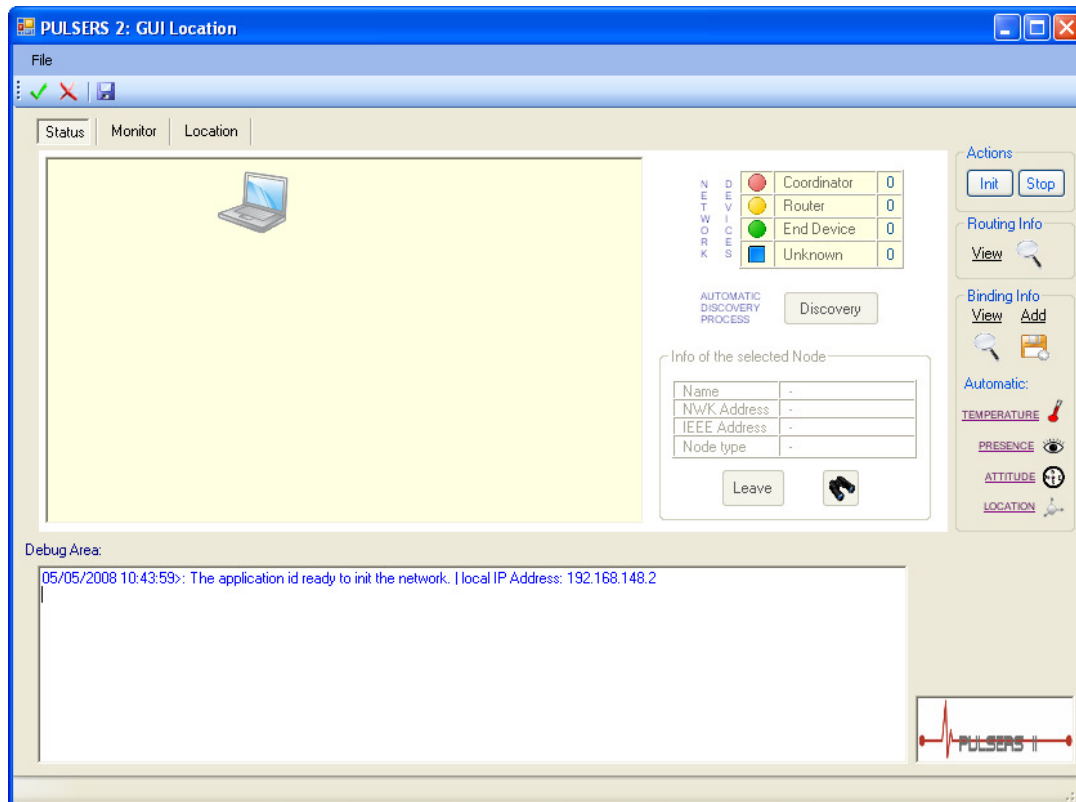 PULSERS 2: GUI Location
File
Status
Monitor
Location
NETWORK
DEVICES
Coordinator 0
Router 0
End Device 0
Unknown 0
AUTOMATIC
DISCOVERY
PROCESS
Discovery
Info of the selected Node
Name -
NWK Address -
IEEE Address -
Node type -
Leave
Actions
Init Stop
Routing Info
View
Binding Info
View Add
Automatic:
TEMPERATURE
PRESENCE
ATTITUDE
LOCATION
Debug Area:
05/05/2008 10:43:59>: The application id ready to init the network. | local IP Address: 192.168.148.2
PULSERS II